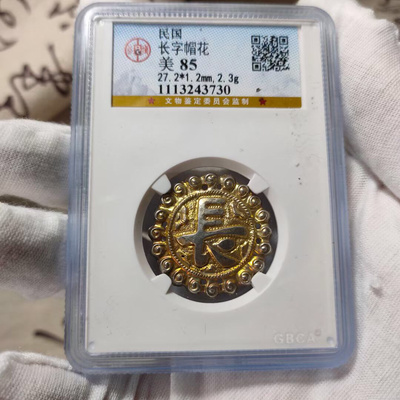 民国
长字帽花
美 85
27.2*1.2mm,2.3g
1113243730
★ 文物鉴定委员会监制 ★
長
GBCA